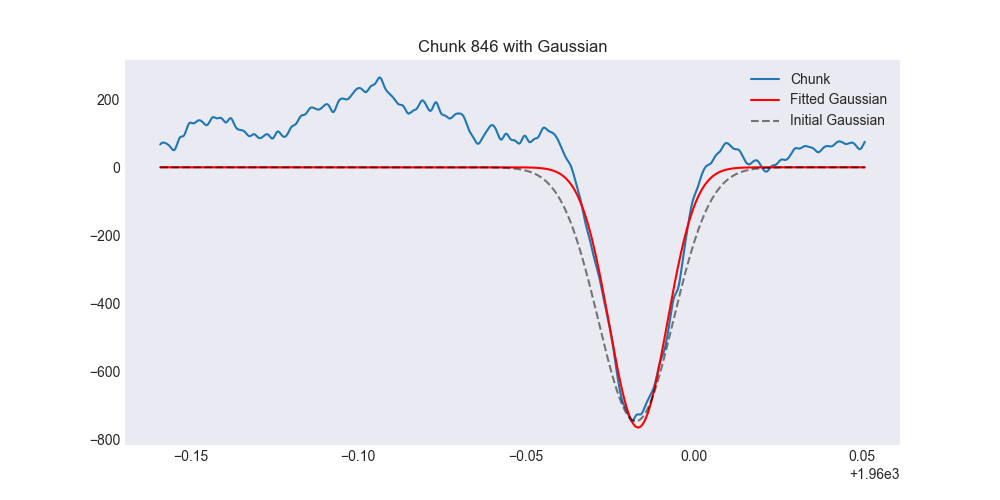 Chunk 846 with Gaussian
Chunk
Fitted Gaussian
Initial Gaussian
200
0
−200
−400
−600
−800
−0.15
−0.10
−0.05
0.00
0.05
+1.96e3